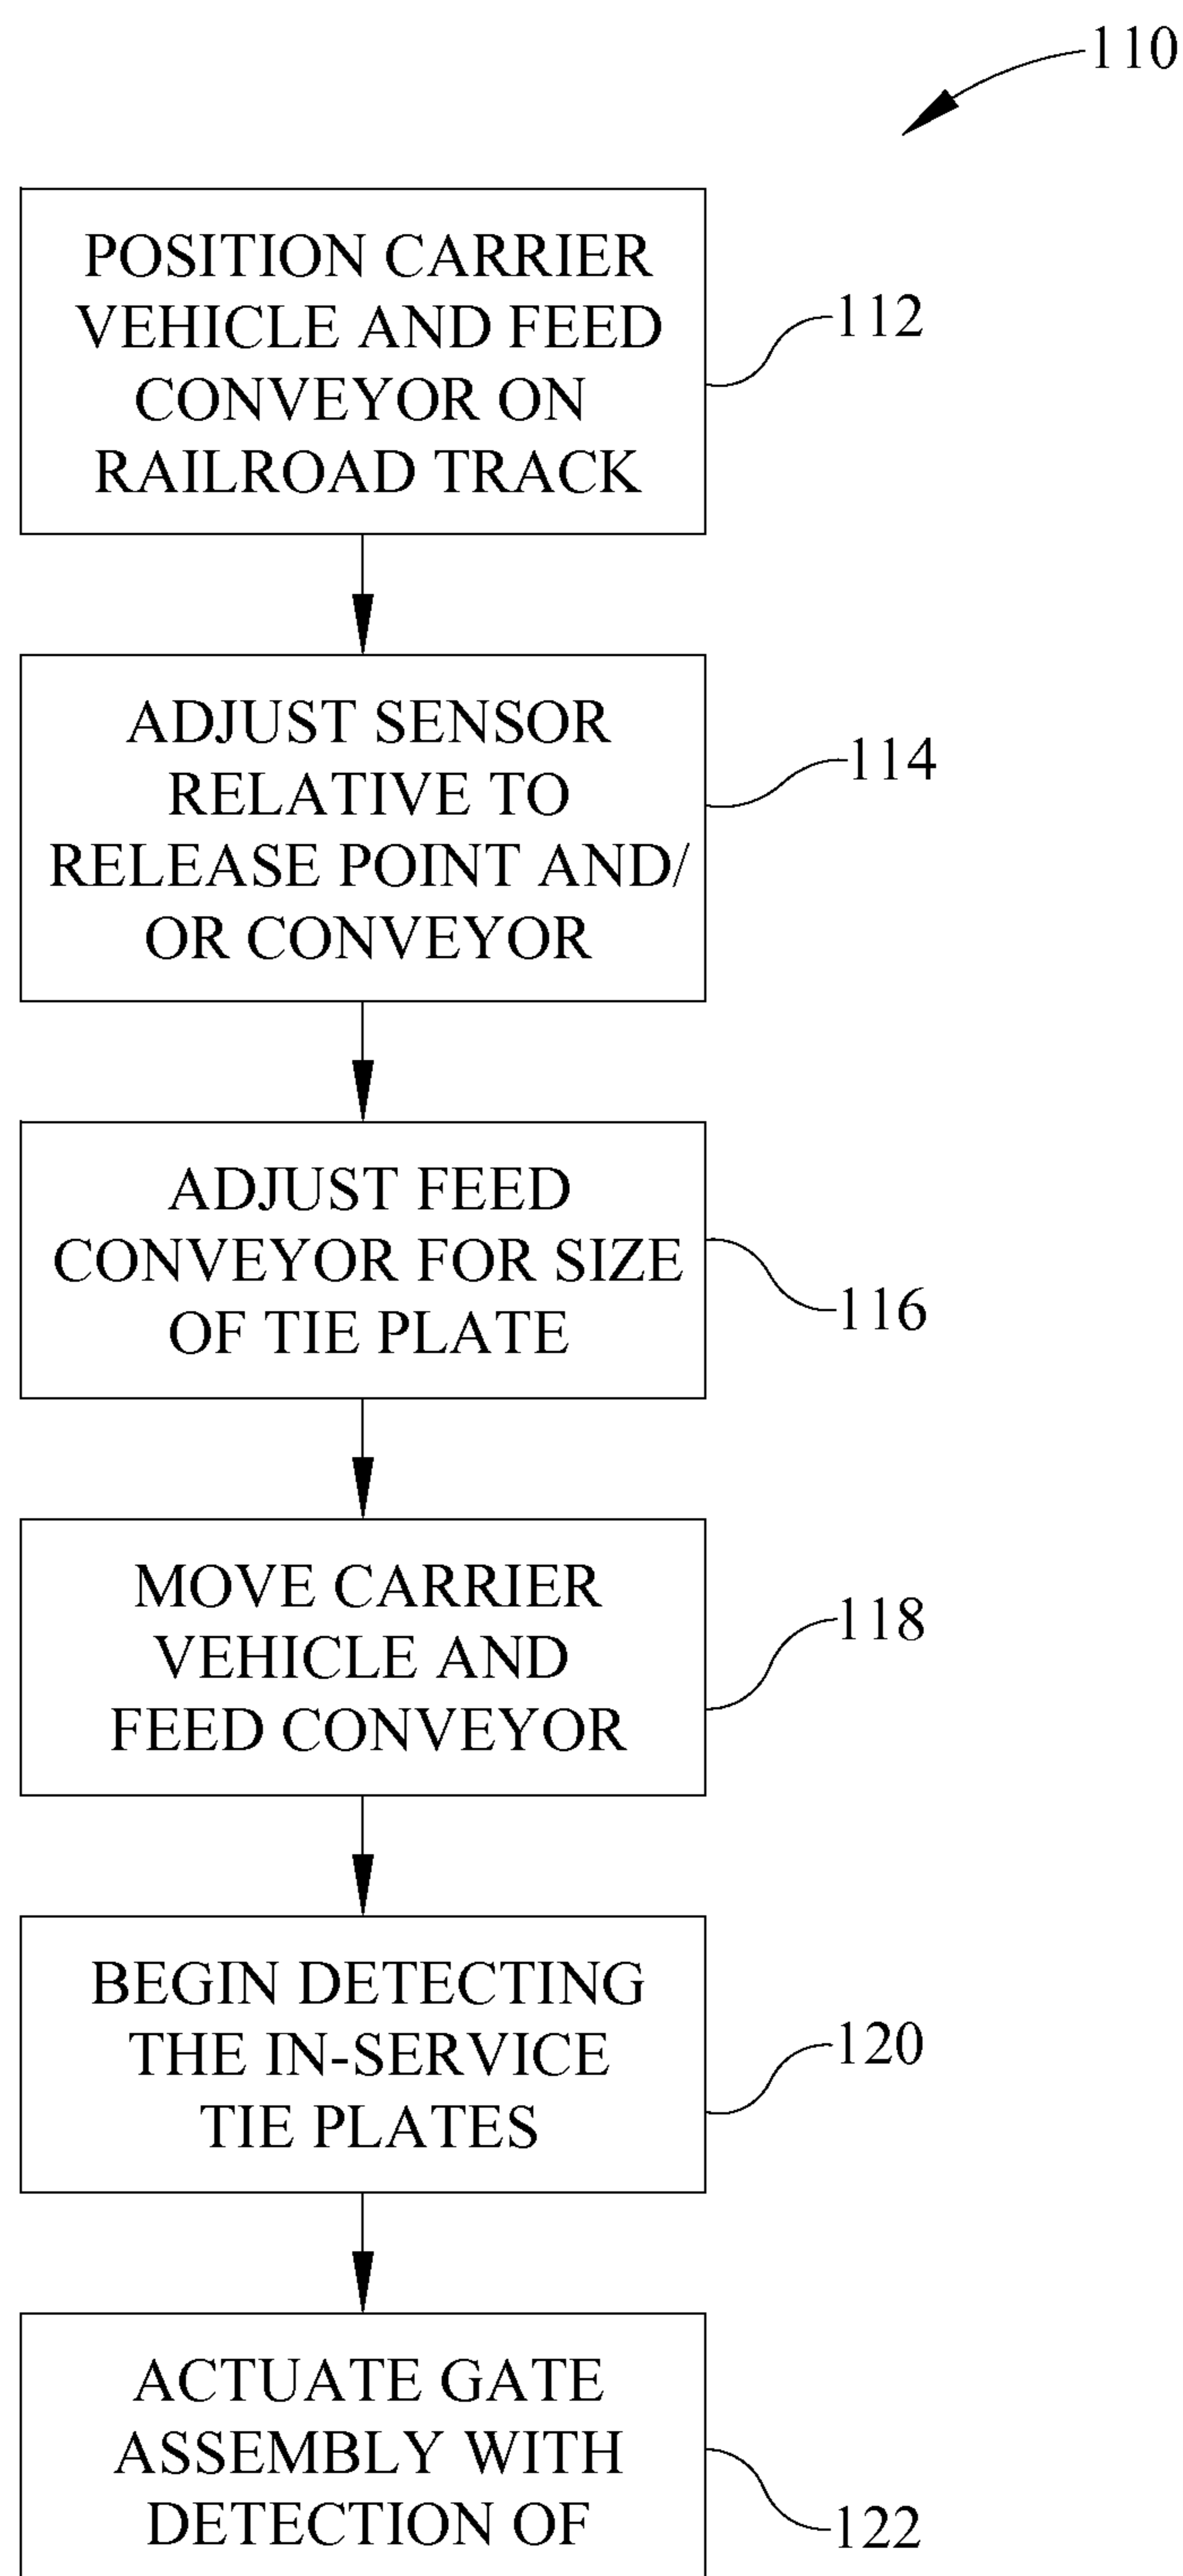 110
POSITION CARRIER
VEHICLE AND FEED
CONVEYOR ON
RAILROAD TRACK
112
ADJUST SENSOR
RELATIVE TO
RELEASE POINT AND/
OR CONVEYOR
114
ADJUST FEED
CONVEYOR FOR SIZE
OF TIE PLATE
116
MOVE CARRIER
VEHICLE AND
FEED CONVEYOR
118
BEGIN DETECTING
THE IN-SERVICE
TIE PLATES
120
ACTUATE GATE
ASSEMBLY WITH
DETECTION OF
122